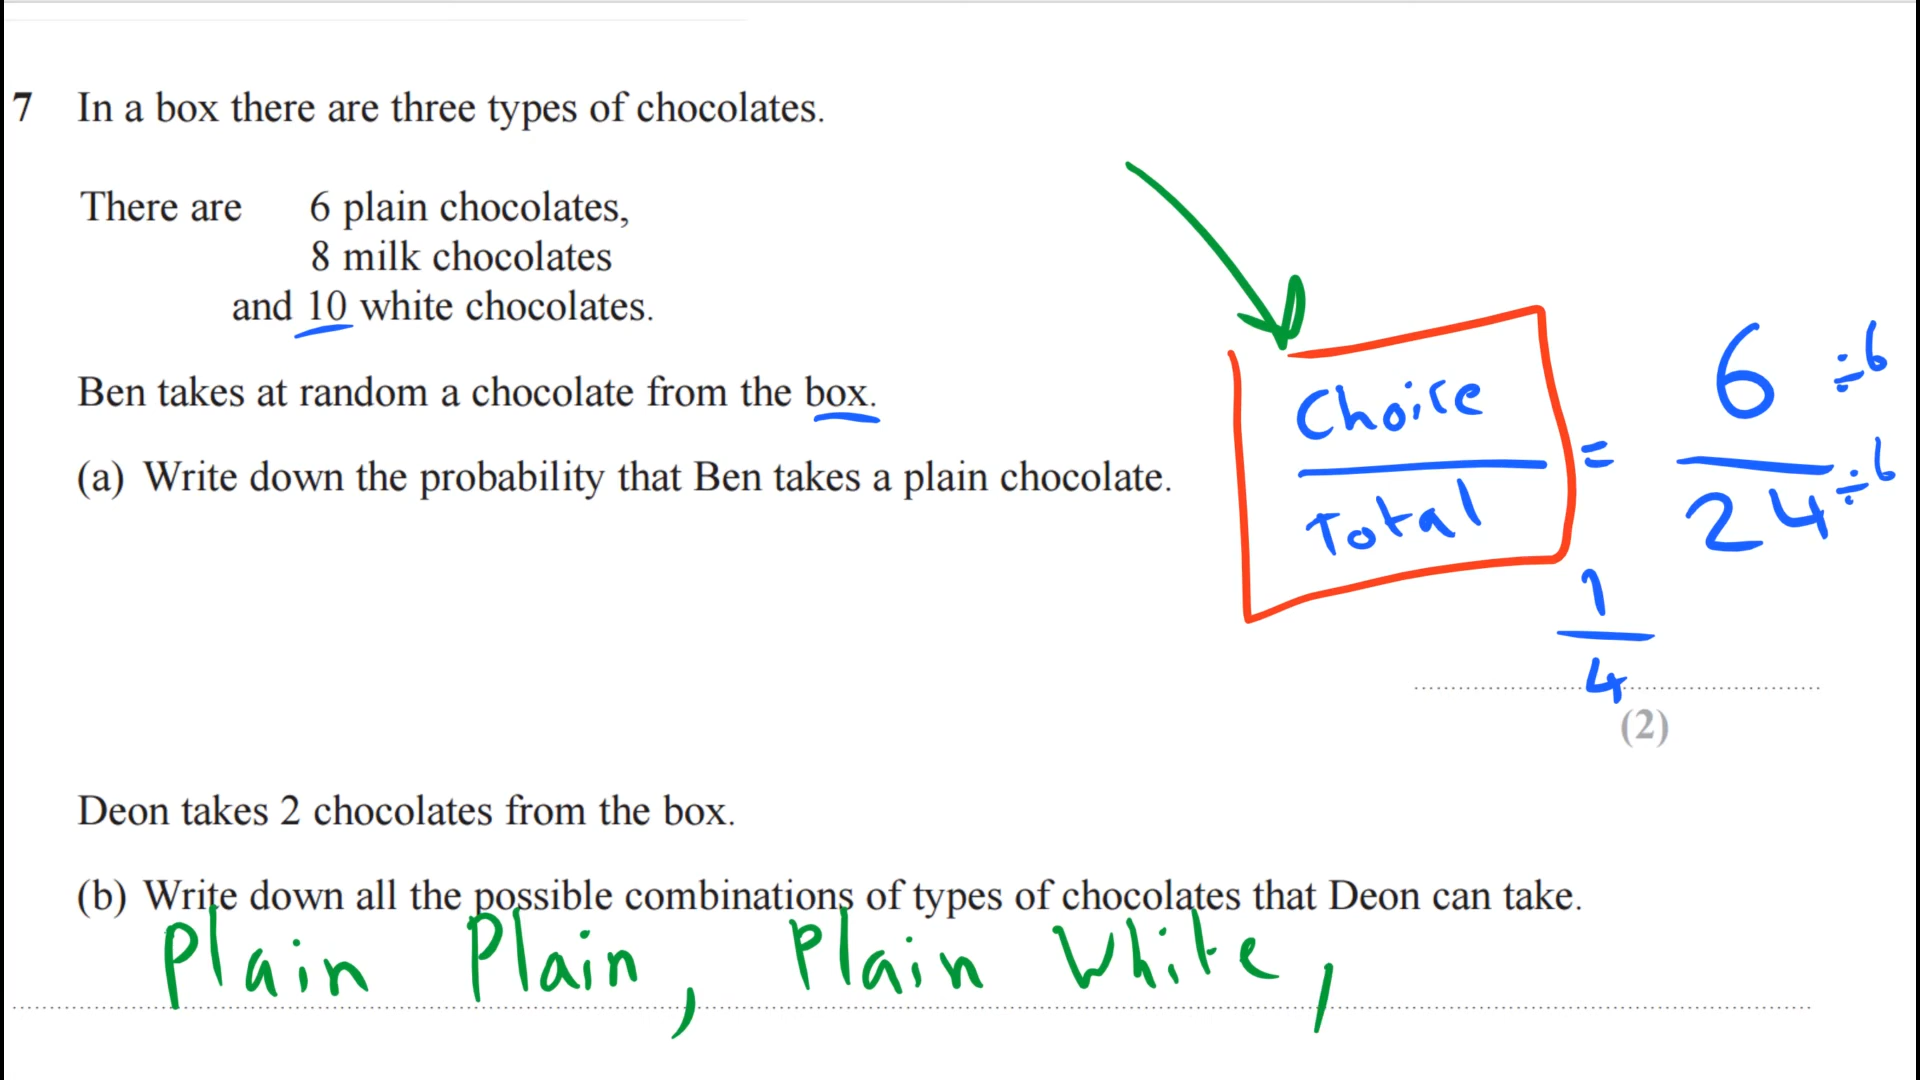 7 In a box there are three types of chocolates.
There are 6 plain chocolates,
8 milk chocolates
and 10 white chocolates.
Ben takes at random a chocolate from the box.
(a) Write down the probability that Ben takes a plain chocolate.
Choice
Total
=
6 ÷6
24 ÷6
1
4
(2)
Deon takes 2 chocolates from the box.
(b) Write down all the possible combinations of types of chocolates that Deon can take.
Plain Plain, Plain White,